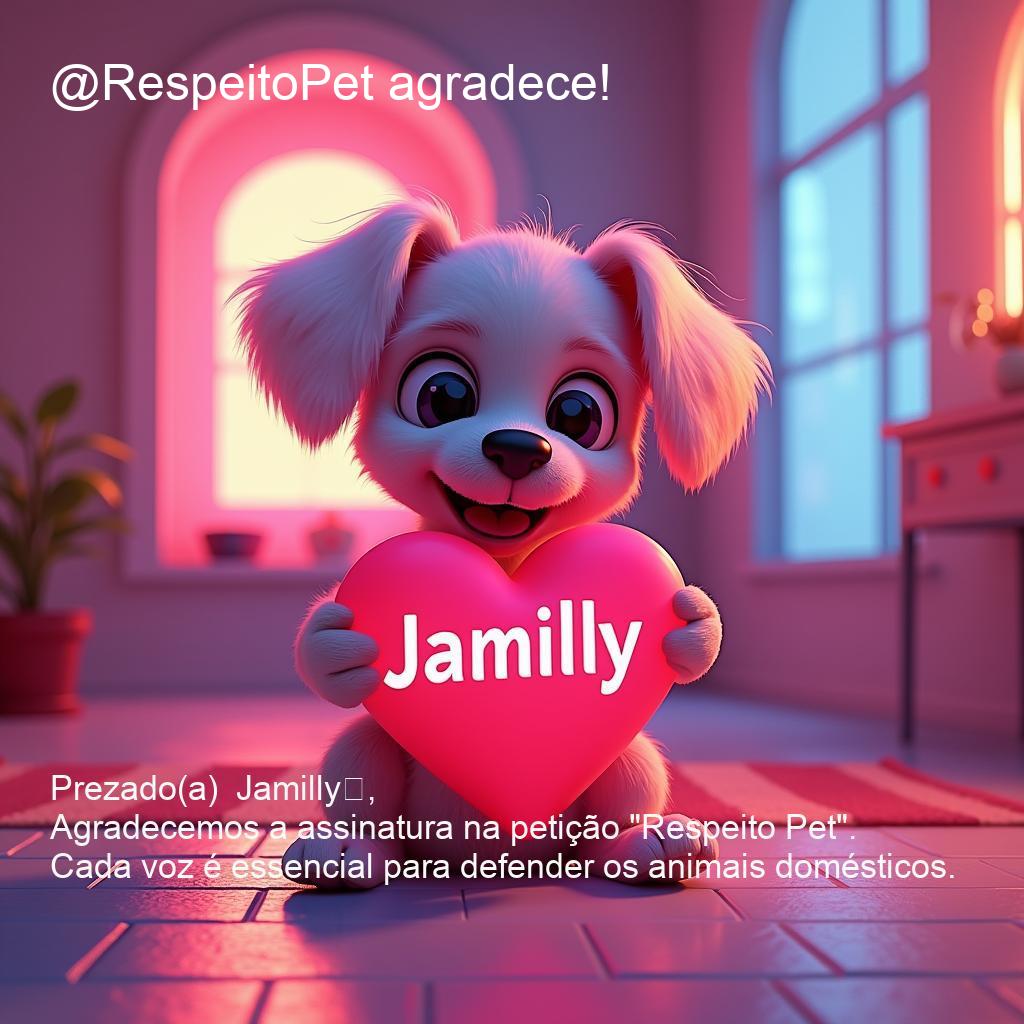 @RespeitoPet agradece!
Jamilly
Prezado(a)  Jamilly□,
Agradecemos a assinatura na petição "Respeito Pet".
Cada voz é essencial para defender os animais domésticos.